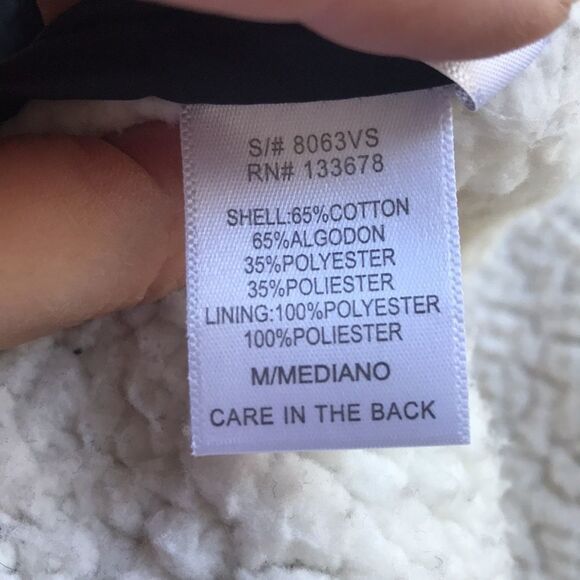 S/# 8063VS
RN# 133678
SHELL:65%COTTON
65%ALGODON
35%POLYESTER
35%POLIESTER
LINING:100%POLYESTER
100%POLIESTER
M/MEDIANO
CARE IN THE BACK